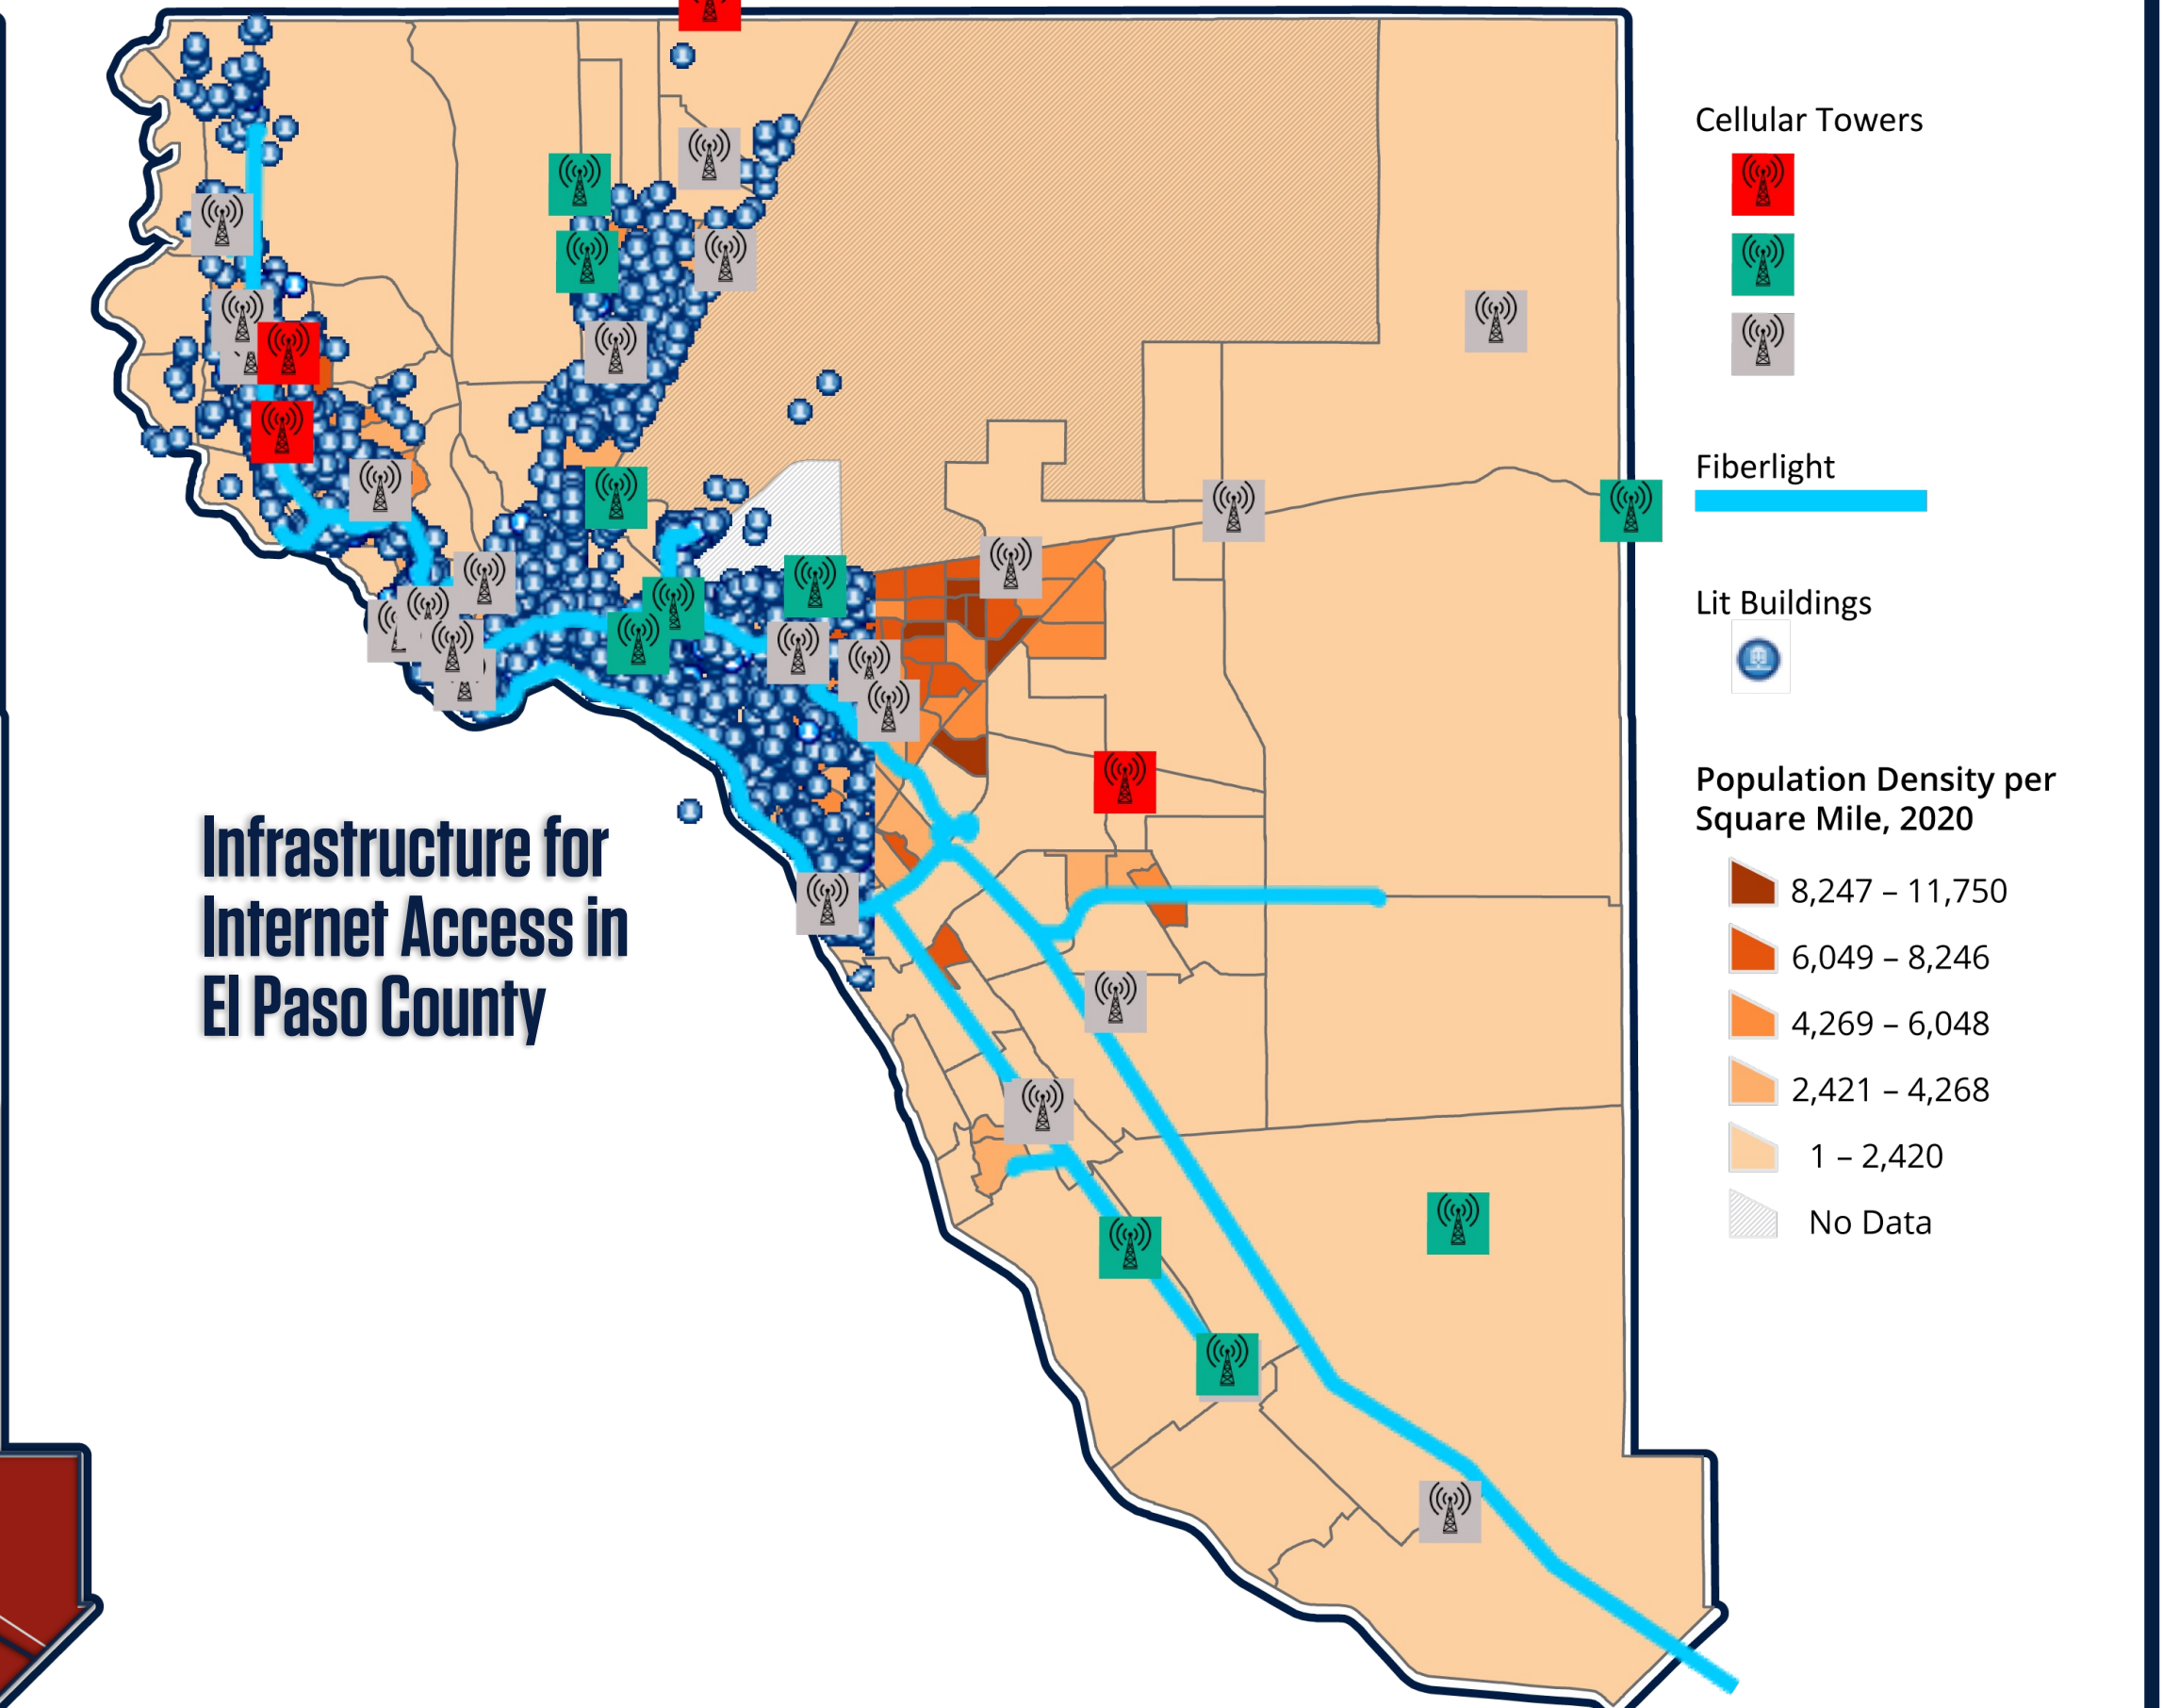 Cellular Towers
Fiberlight
Lit Buildings
Population Density per
Square Mile, 2020
8,247 – 11,750
6,049 – 8,246
4,269 – 6,048
2,421 – 4,268
1 – 2,420
No Data
Infrastructure for
Internet Access in
El Paso County